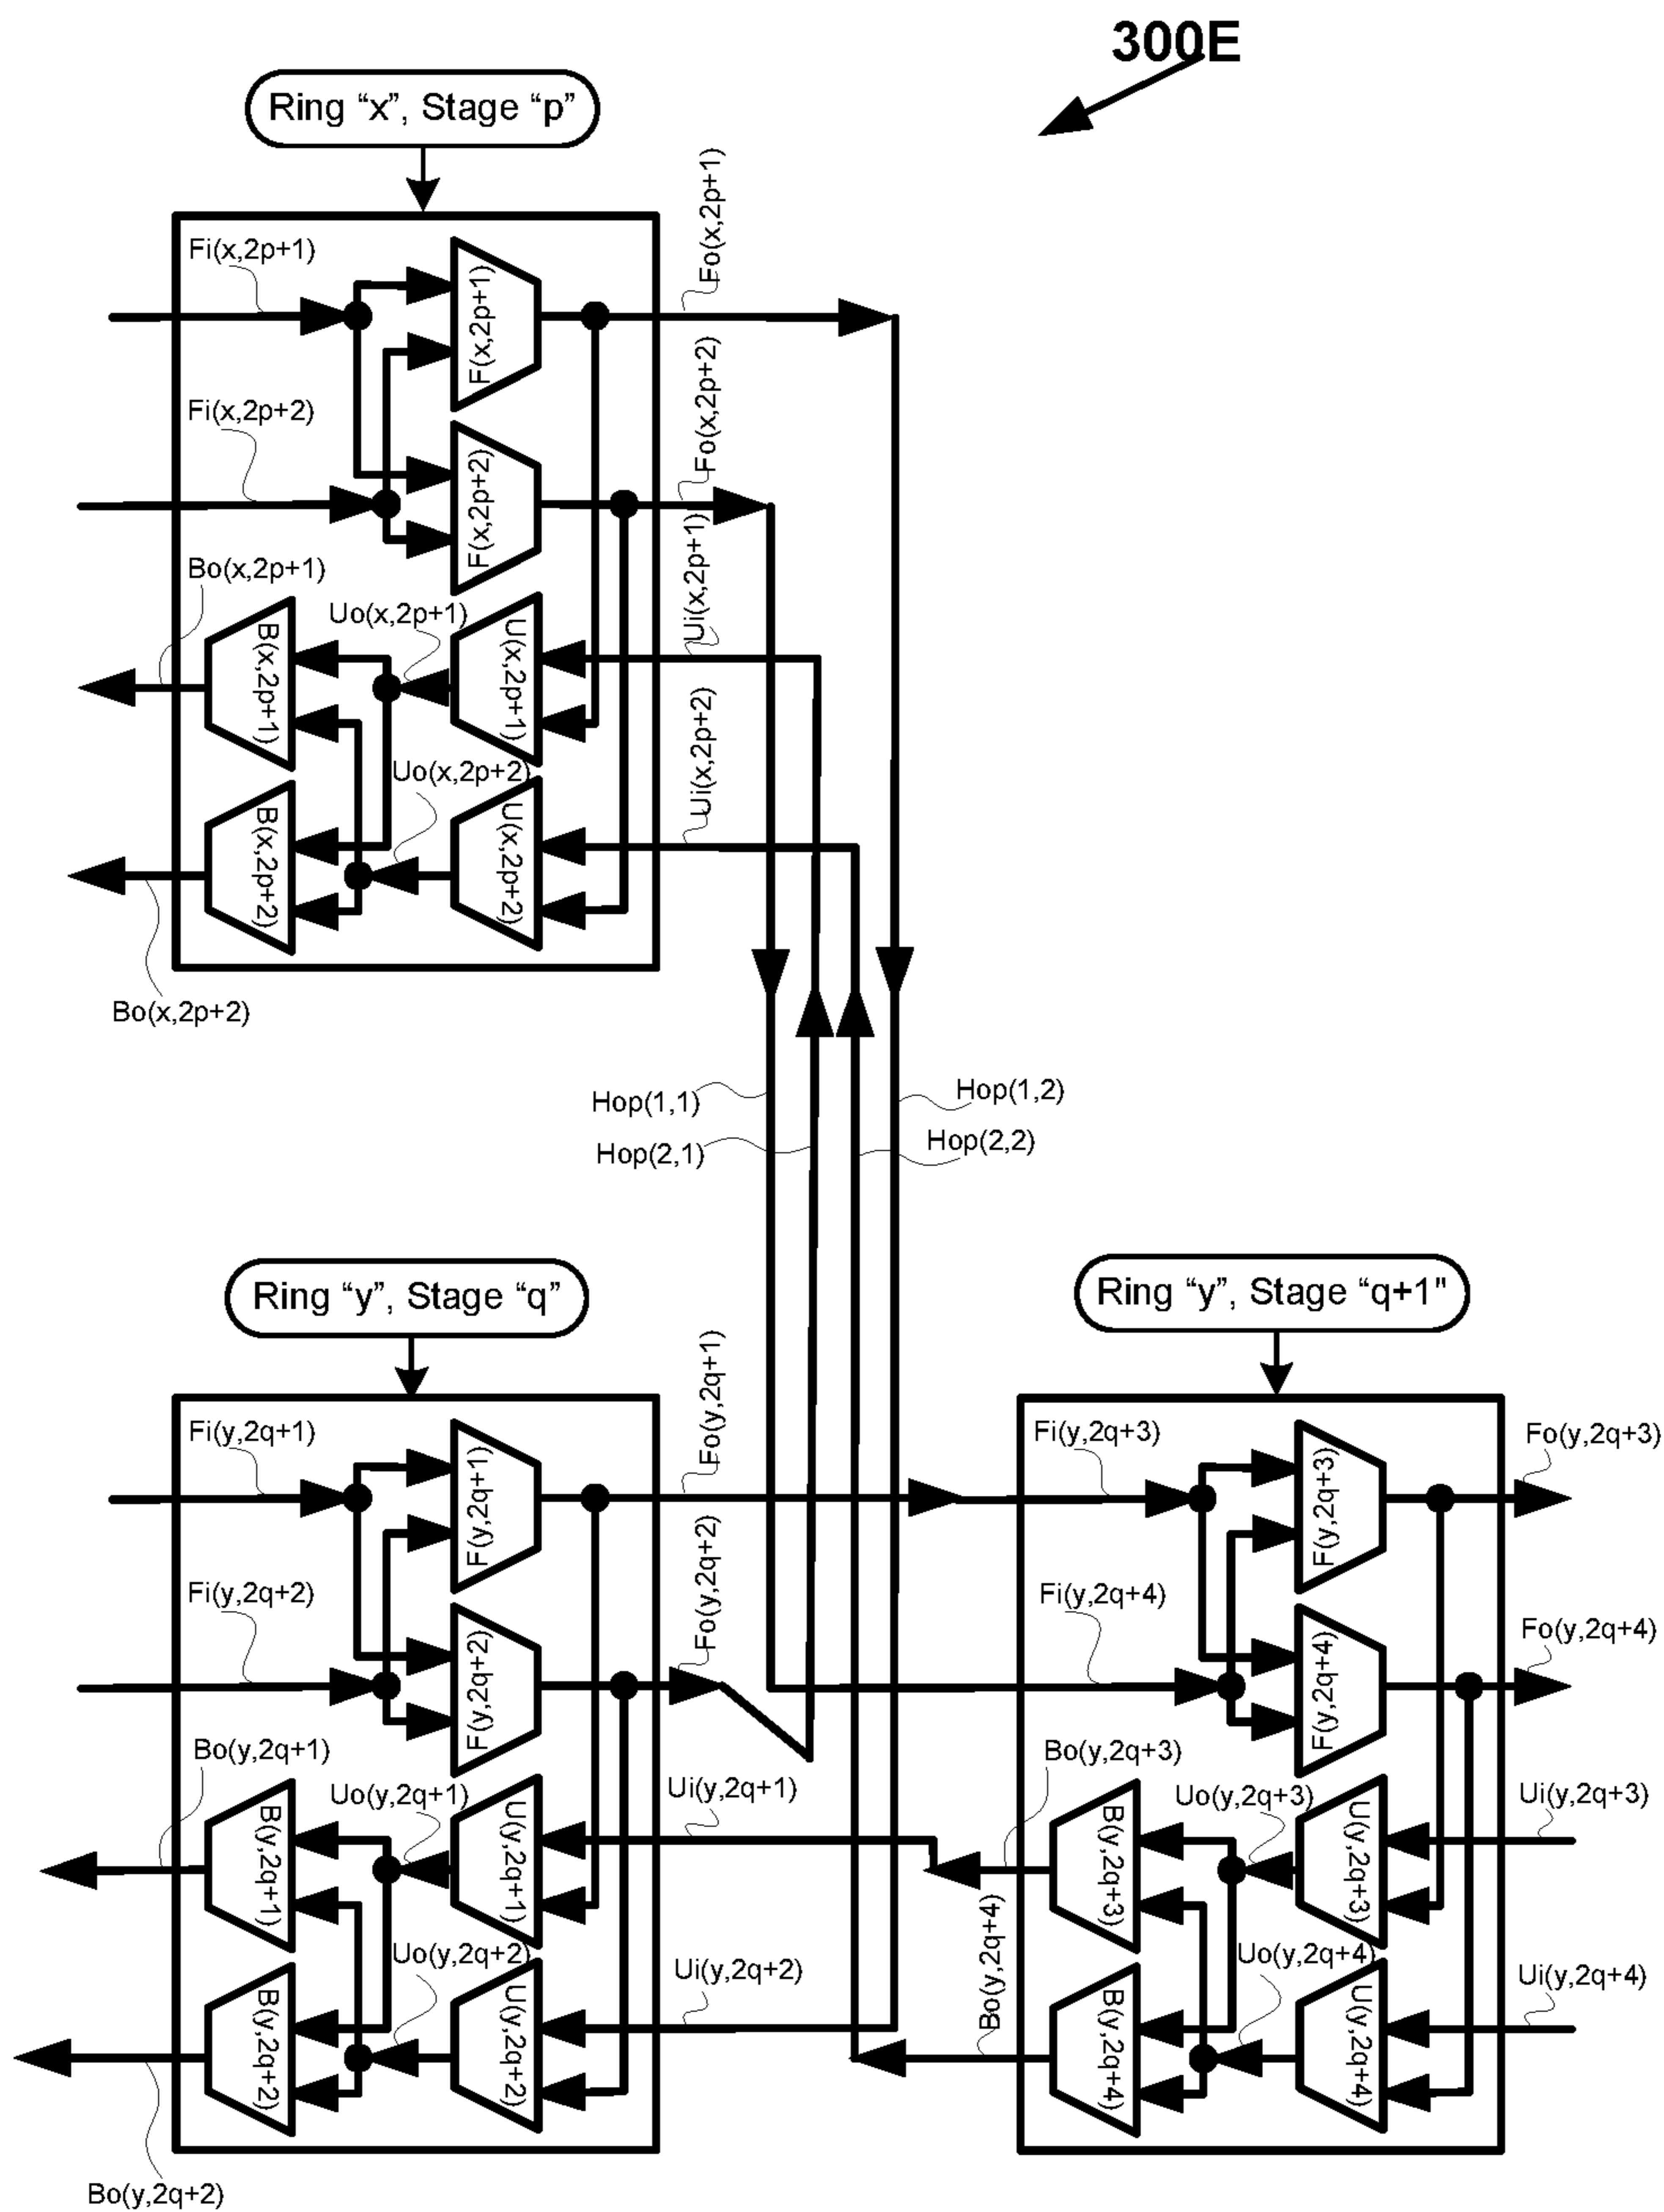 300E
Ring “x”, Stage “p”
Fi(x,2p+1)
F(x,2p+1)
Fo(x,2p+1)
Fi(x,2p+2)
F(x,2p+2)
Fo(x,2p+2)
Bo(x,2p+1)
B(x,2p+1)
Uo(x,2p+1)
U(x,2p+1)
Ui(x,2p+1)
Uo(x,2p+2)
B(x,2p+2)
U(x,2p+2)
Ui(x,2p+2)
Bo(x,2p+2)
Hop(1,1)
Hop(1,2)
Hop(2,1)
Hop(2,2)
Ring “y”, Stage “q”
Ring “y”, Stage “q+1"
Fi(y,2q+1)
F(y,2q+1)
Fo(y,2q+1)
Fi(y,2q+3)
F(y,2q+3)
Fo(y,2q+3)
Fi(y,2q+2)
F(y,2q+2)
Fo(y,2q+2)
Fi(y,2q+4)
F(y,2q+4)
Fo(y,2q+4)
Bo(y,2q+1)
B(y,2q+1)
Uo(y,2q+1)
U(y,2q+1)
Ui(y,2q+1)
Bo(y,2q+3)
B(y,2q+3)
Uo(y,2q+3)
U(y,2q+3)
Ui(y,2q+3)
B(y,2q+2)
Uo(y,2q+2)
U(y,2q+2)
Ui(y,2q+2)
Bo(y,2q+4)
B(y,2q+4)
Uo(y,2q+4)
U(y,2q+4)
Ui(y,2q+4)
Bo(y,2q+2)